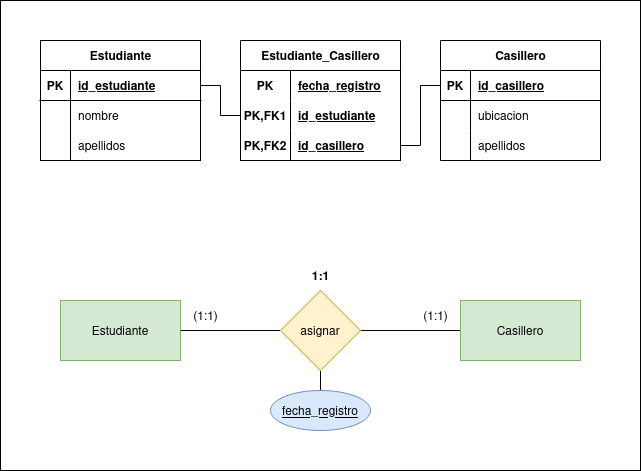 Estudiante
PK id_estudiante
nombre
apellidos
Estudiante_Casillero
PK fecha_registro
PK,FK1 id_estudiante
PK,FK2 id_casillero
Casillero
PK id_casillero
ubicacion
apellidos
1:1
Estudiante
(1:1)
asignar
(1:1)
Casillero
fecha_registro